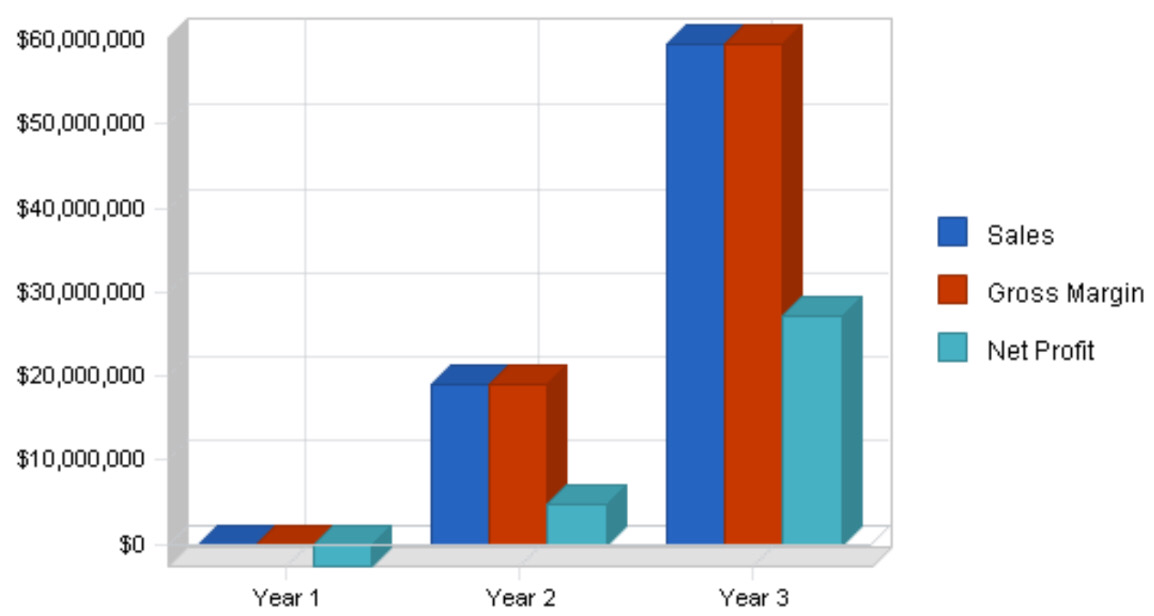 $60,000,000
$50,000,000
$40,000,000
$30,000,000
$20,000,000
$10,000,000
$0
Year 1
Year 2
Year 3
Sales
Gross Margin
Net Profit